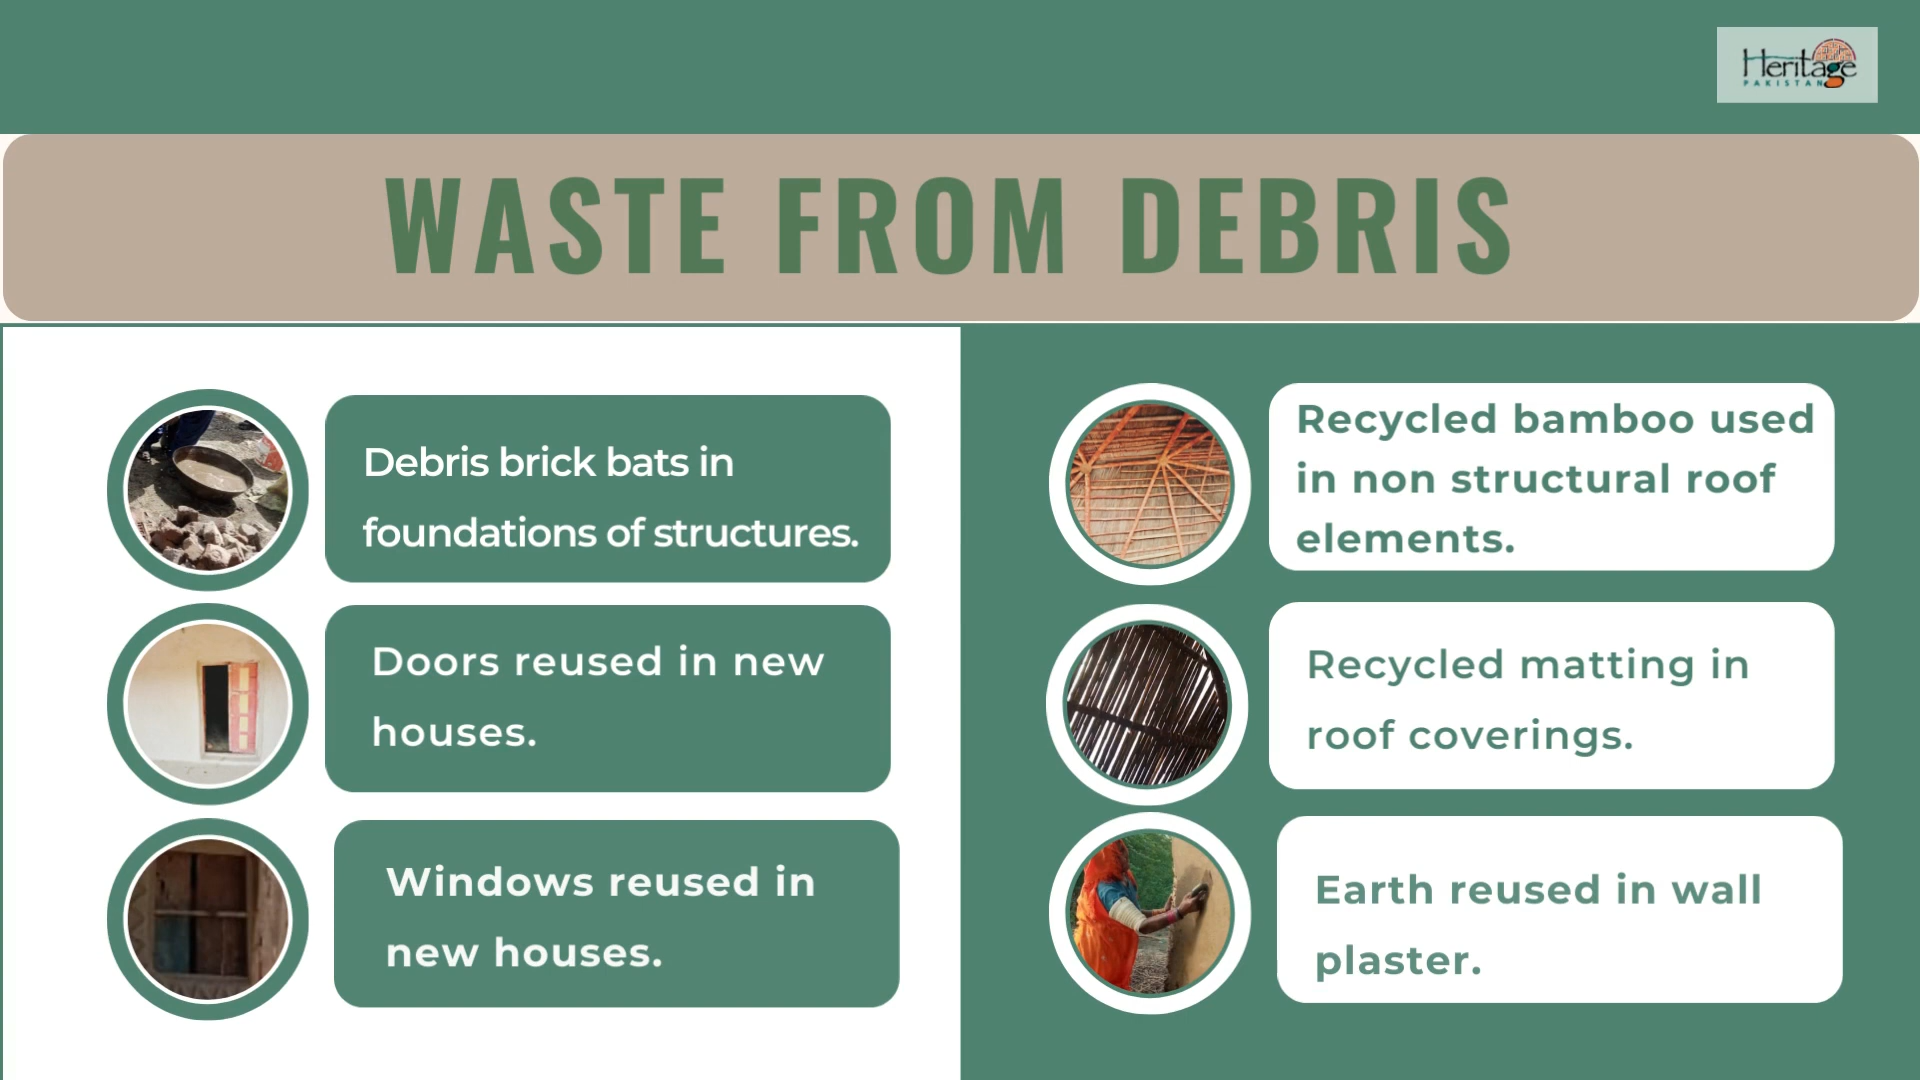 Heritage
PAKISTAN
WASTE FROM DEBRIS
Debris brick bats in
foundations of structures.
Doors reused in new
houses.
Windows reused in
new houses.
Recycled bamboo used
in non structural roof
elements.
Recycled matting in
roof coverings.
Earth reused in wall
plaster.